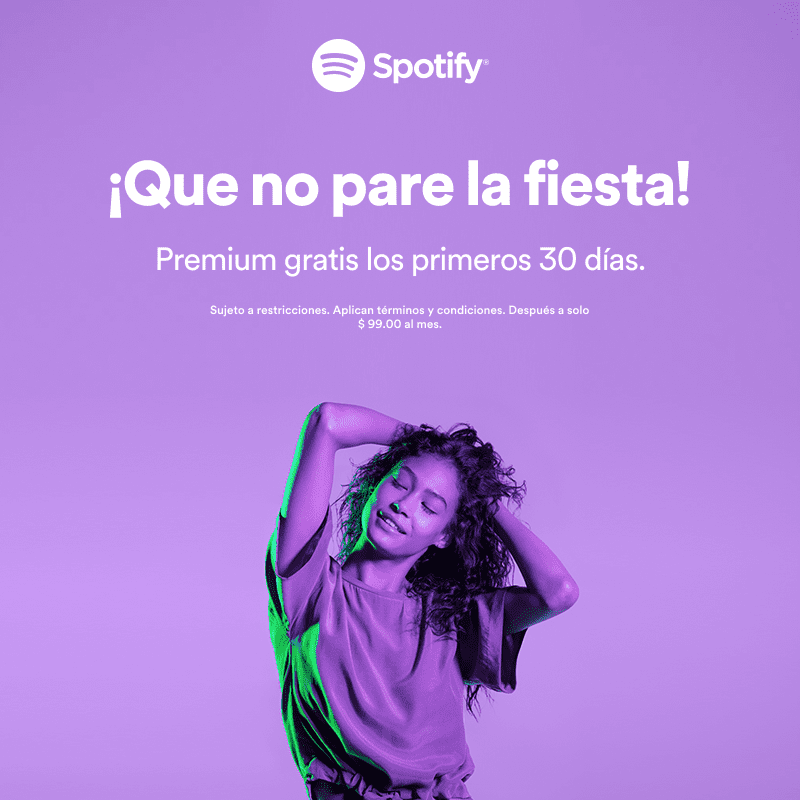 Spotify®
¡Que no pare la fiesta!
Premium gratis los primeros 30 días.
Sujeto a restricciones. Aplican términos y condiciones. Después a solo
$ 99.00 al mes.